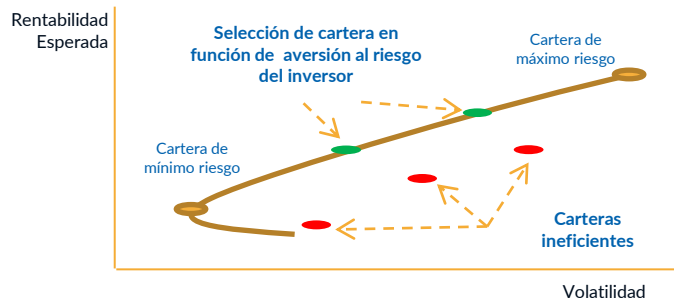 Rentabilidad
Esperada
Selección de cartera en
función de aversión al riesgo
del inversor
Cartera de
máximo riesgo
Cartera de
mínimo riesgo
Carteras
ineficientes
Volatilidad